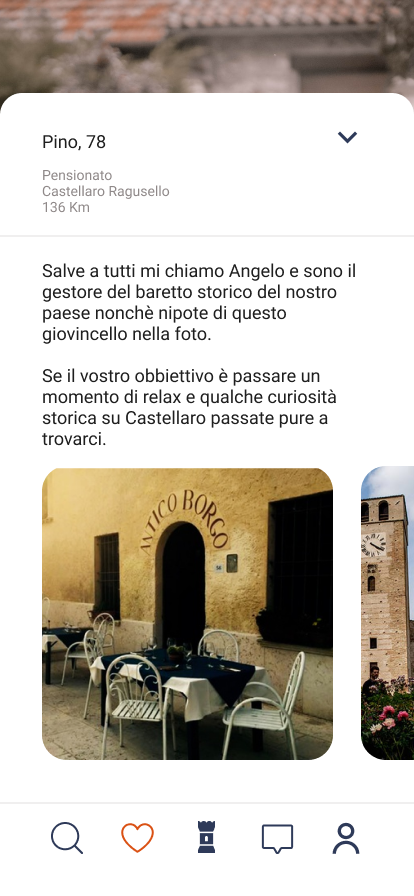 Pino, 78
Pensionato
Castellaro Ragusello
136 Km
Salve a tutti mi chiamo Angelo e sono il
gestore del baretto storico del nostro
paese nonchè nipote di questo
giovincello nella foto.
Se il vostro obbiettivo è passare un
momento di relax e qualche curiosità
storica su Castellaro passate pure a
trovarci.
ANTICO BORGO